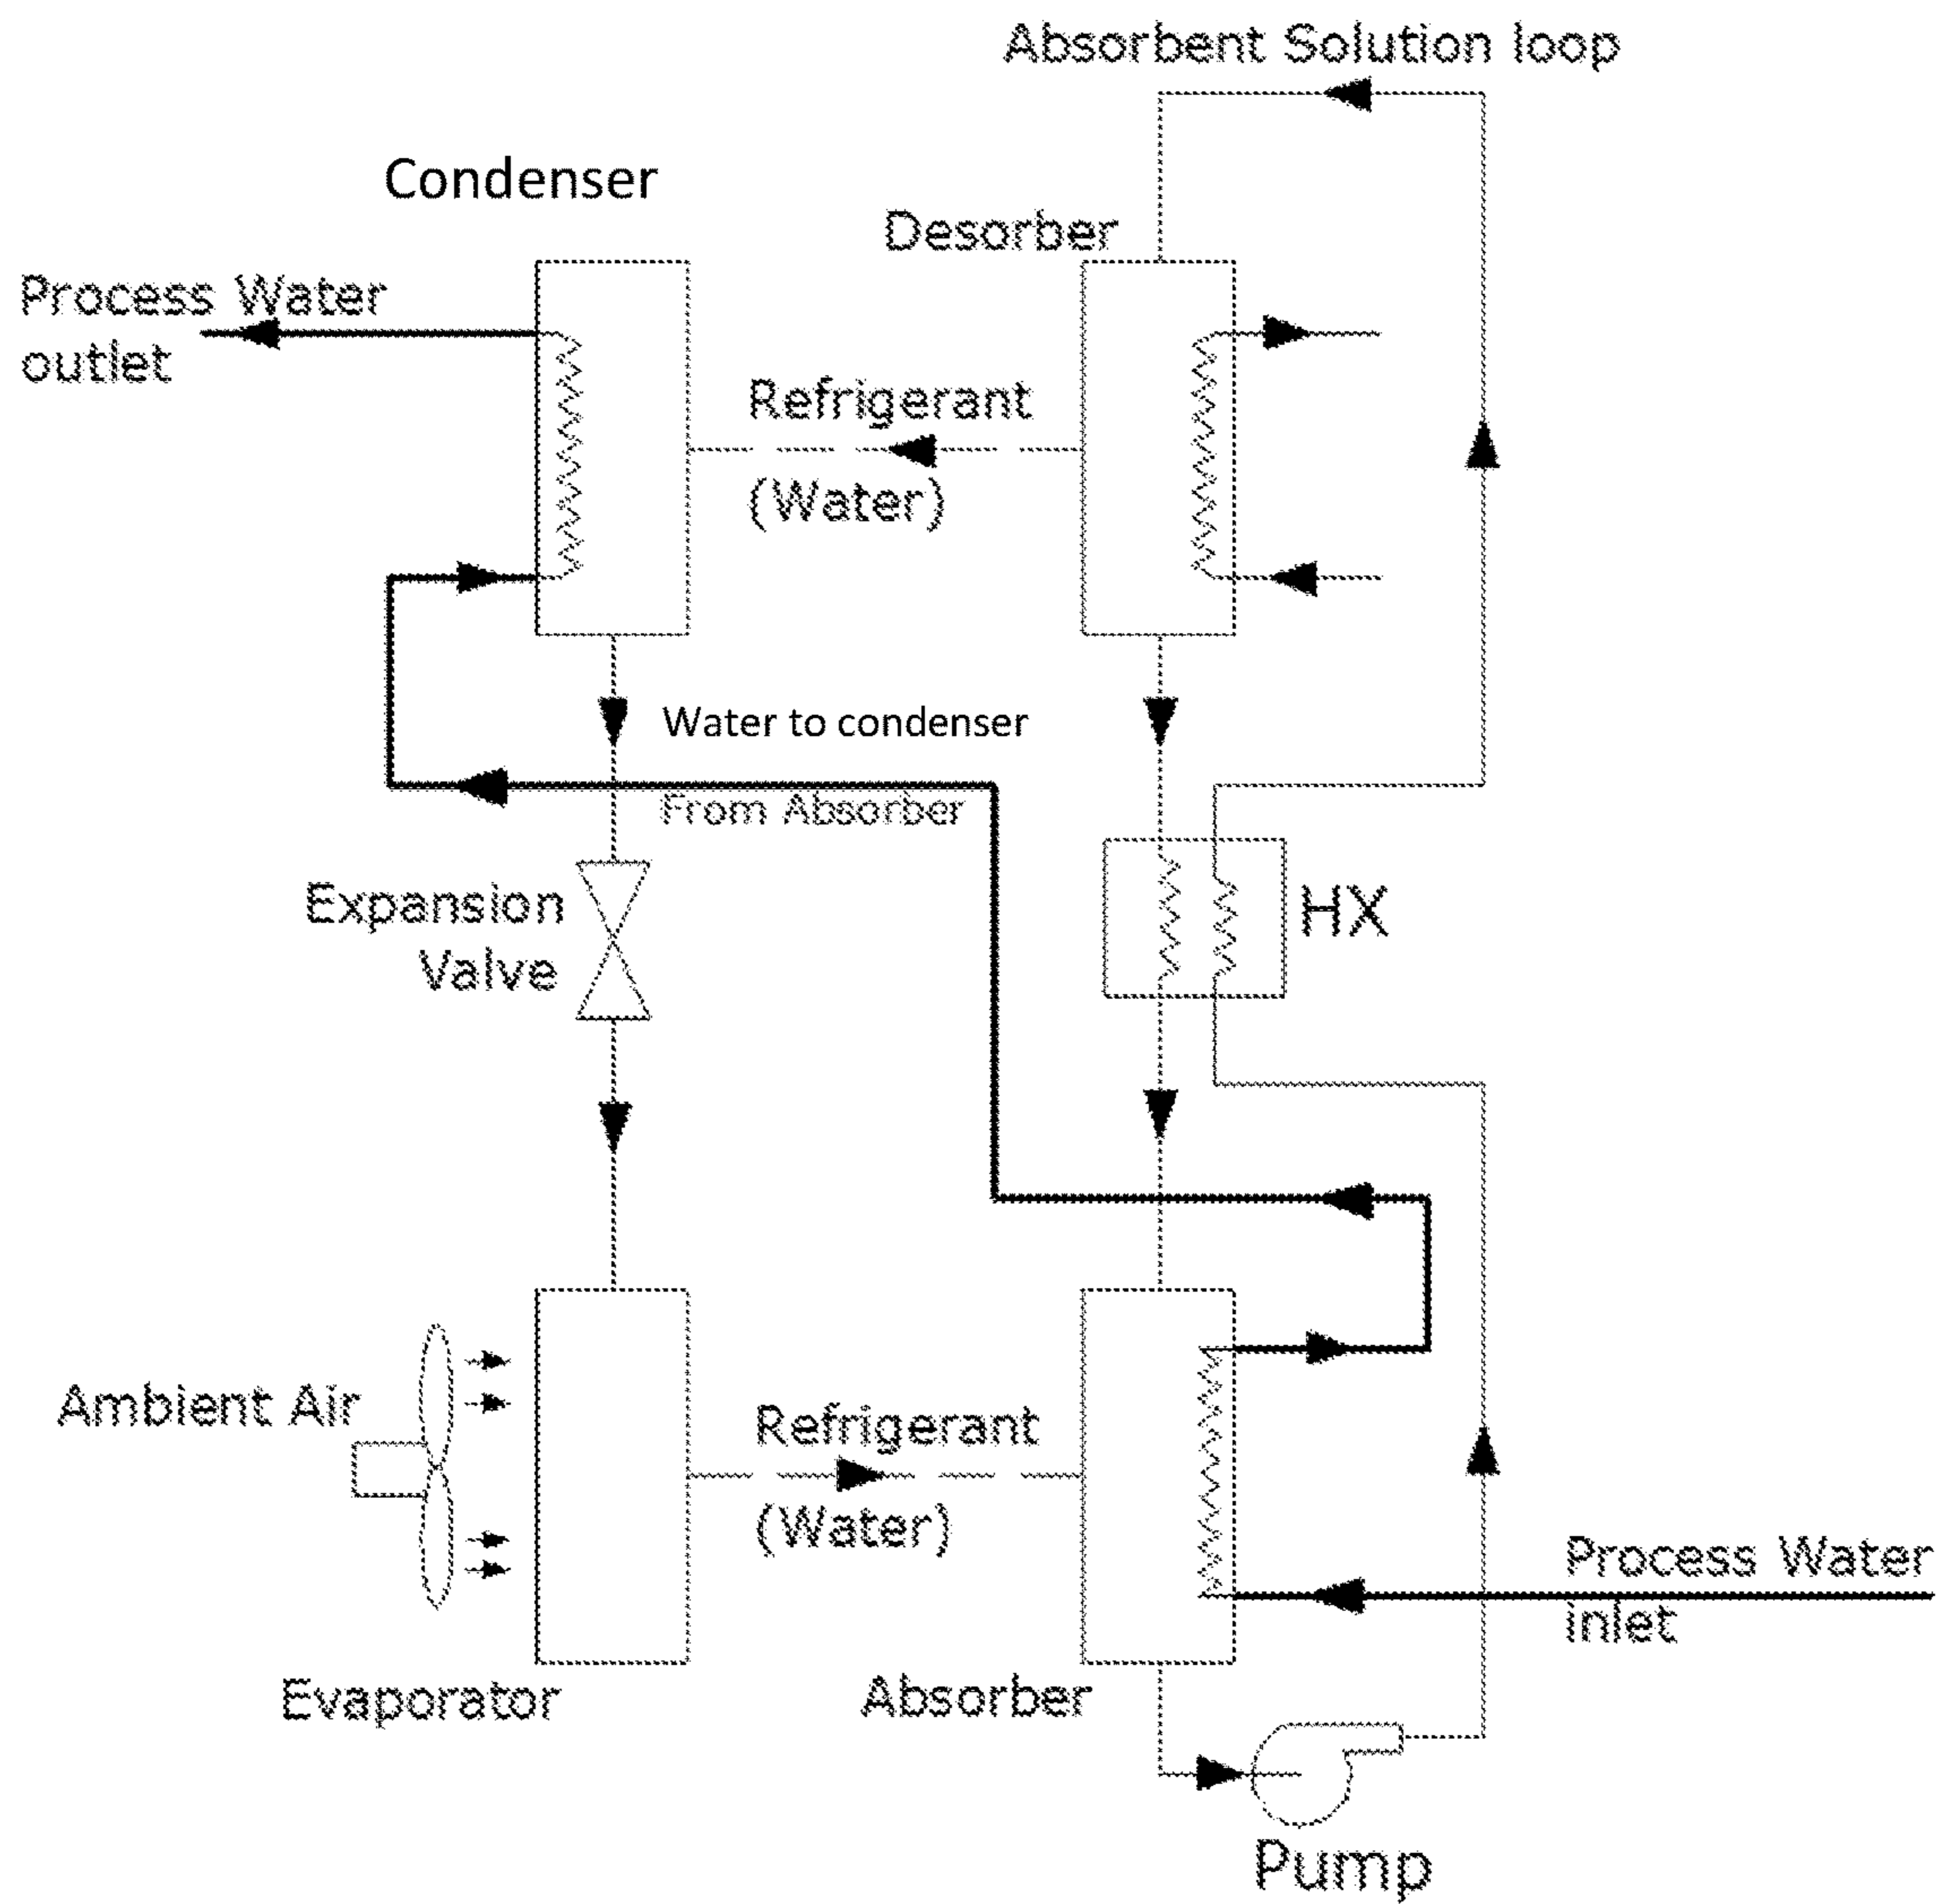 Absorbent Solution loop
Condenser
Desorber
Process Water
outlet
Refrigerant
(Water)
Water to condenser
From Absorber
Expansion
Valve
HX
Ambient Air
Refrigerant
(Water)
Process Water
inlet
Evaporator
Absorber
Pump